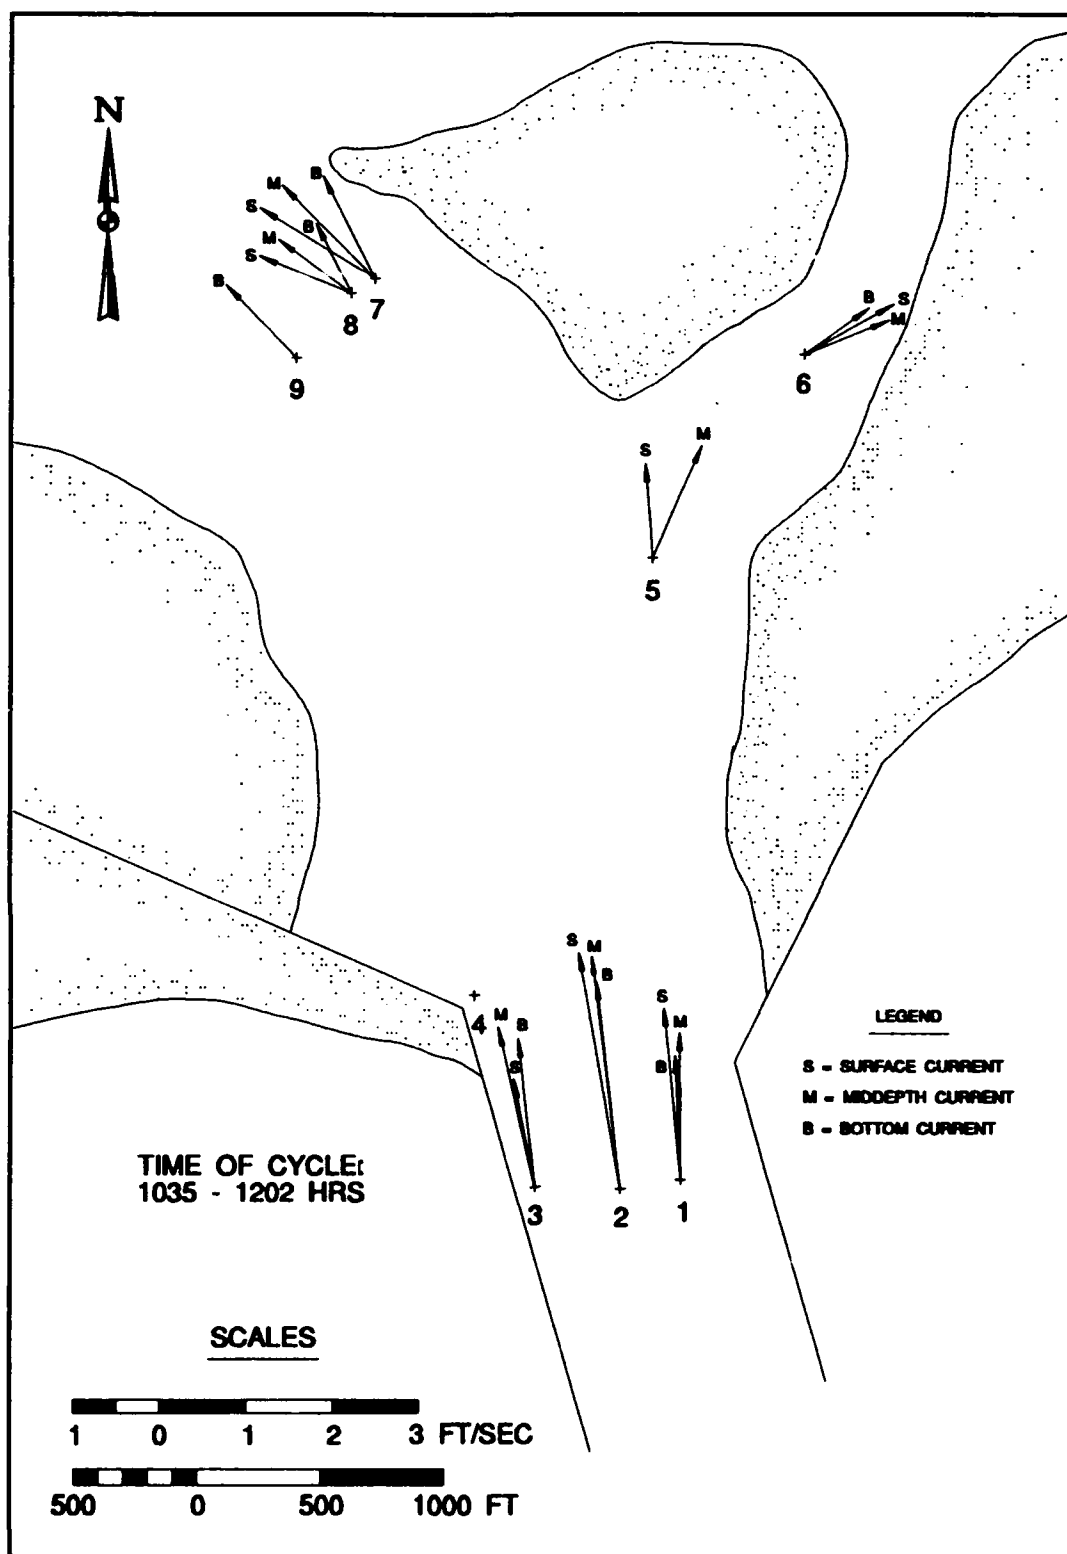 N
B
M
S
B
M
S
B
7
8
9
B
S
M
6
M
S
5
S
M
B
S
M
B
4
M
B
S
3
2
1
LEGEND
S - SURFACE CURRENT
M - MIDDEPTH CURRENT
B - BOTTOM CURRENT
TIME OF CYCLE:
1035 - 1202 HRS
SCALES
1 0 1 2 3 FT/SEC
500 0 500 1000 FT